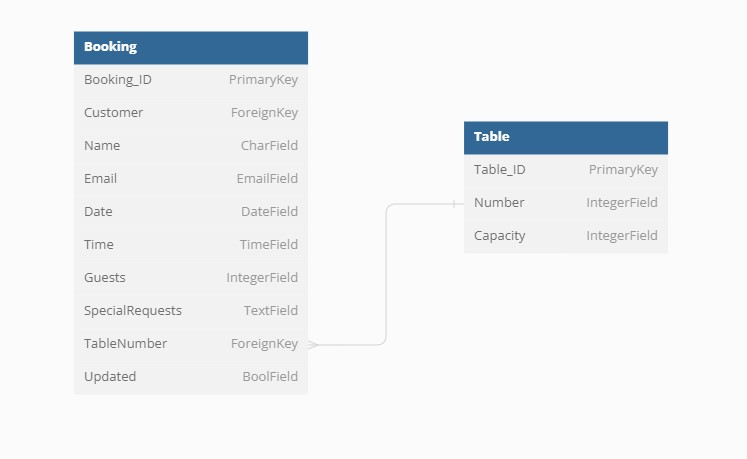 Booking
Booking_ID PrimaryKey
Customer ForeignKey
Name CharField
Email EmailField
Date DateField
Time TimeField
Guests IntegerField
SpecialRequests TextField
TableNumber ForeignKey
Updated BoolField
Table
Table_ID PrimaryKey
Number IntegerField
Capacity IntegerField